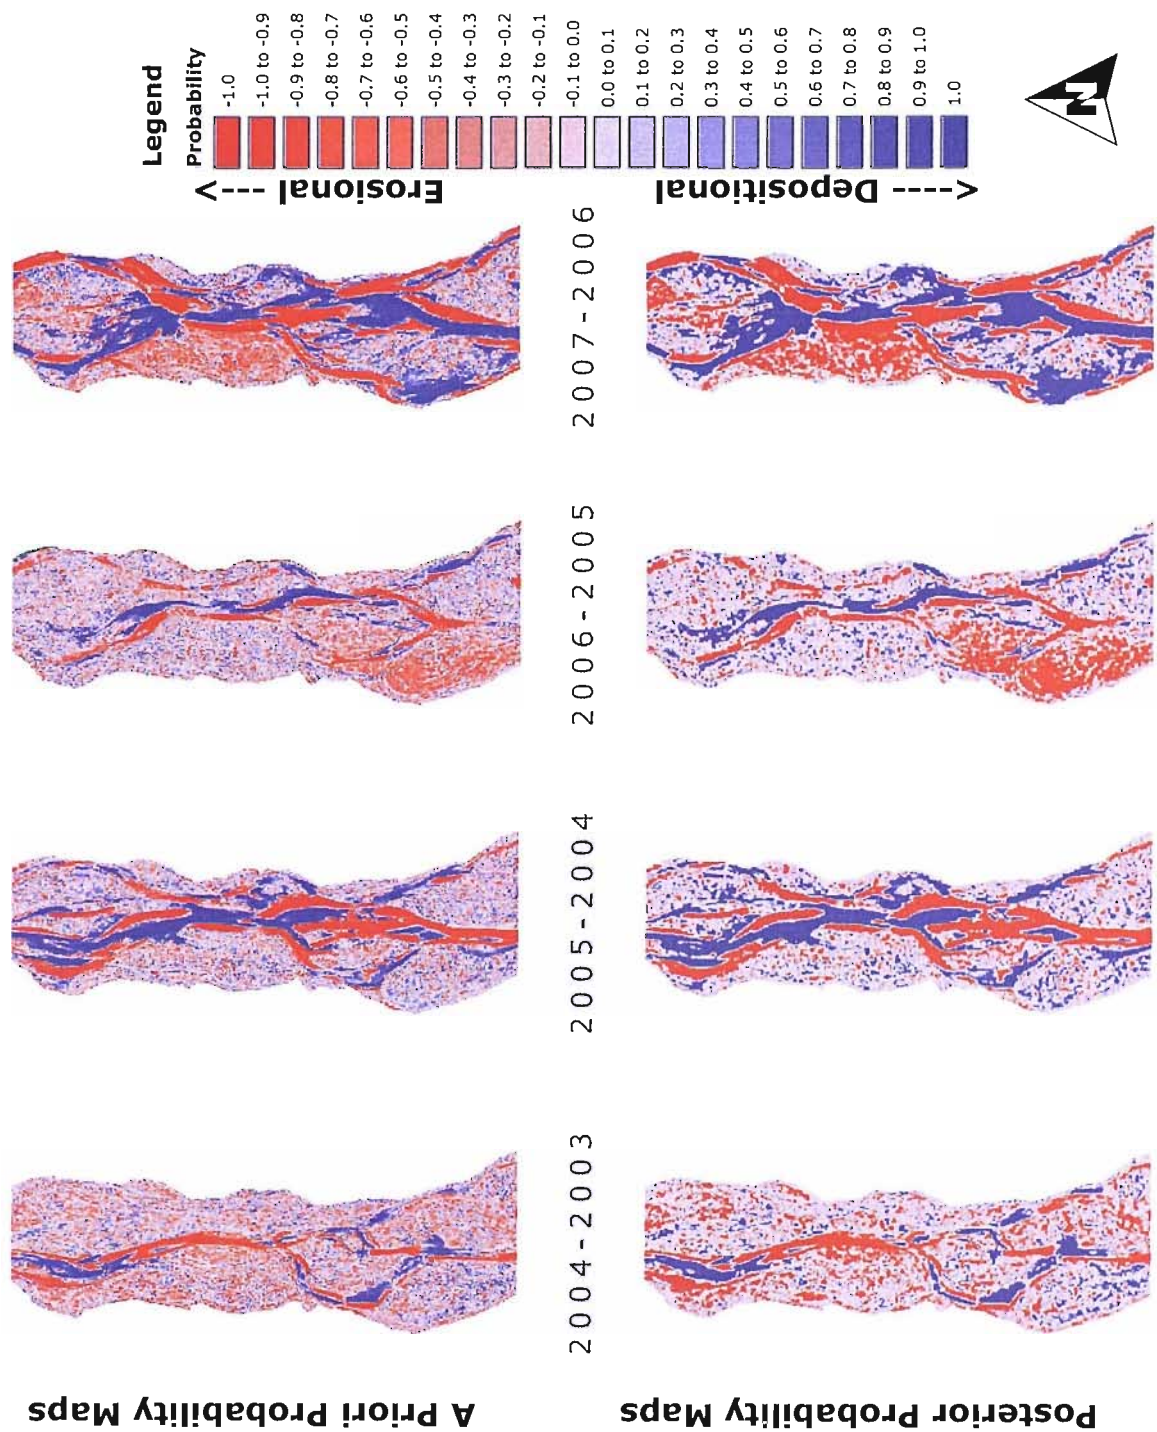 Legend
Probability
-1.0
-1.0 to -0.9
-0.9 to -0.8
-0.8 to -0.7
-0.7 to -0.6
-0.6 to -0.5
-0.5 to -0.4
-0.4 to -0.3
-0.3 to -0.2
-0.2 to -0.1
-0.1 to 0.0
0.0 to 0.1
0.1 to 0.2
0.2 to 0.3
0.3 to 0.4
0.4 to 0.5
0.5 to 0.6
0.6 to 0.7
0.7 to 0.8
0.8 to 0.9
0.9 to 1.0
1.0
Erosional --->
Depositional ---->
N
2007-2006
2006-2005
2005-2004
2004-2003
A Priori Probability Maps
Posterior Probability Maps